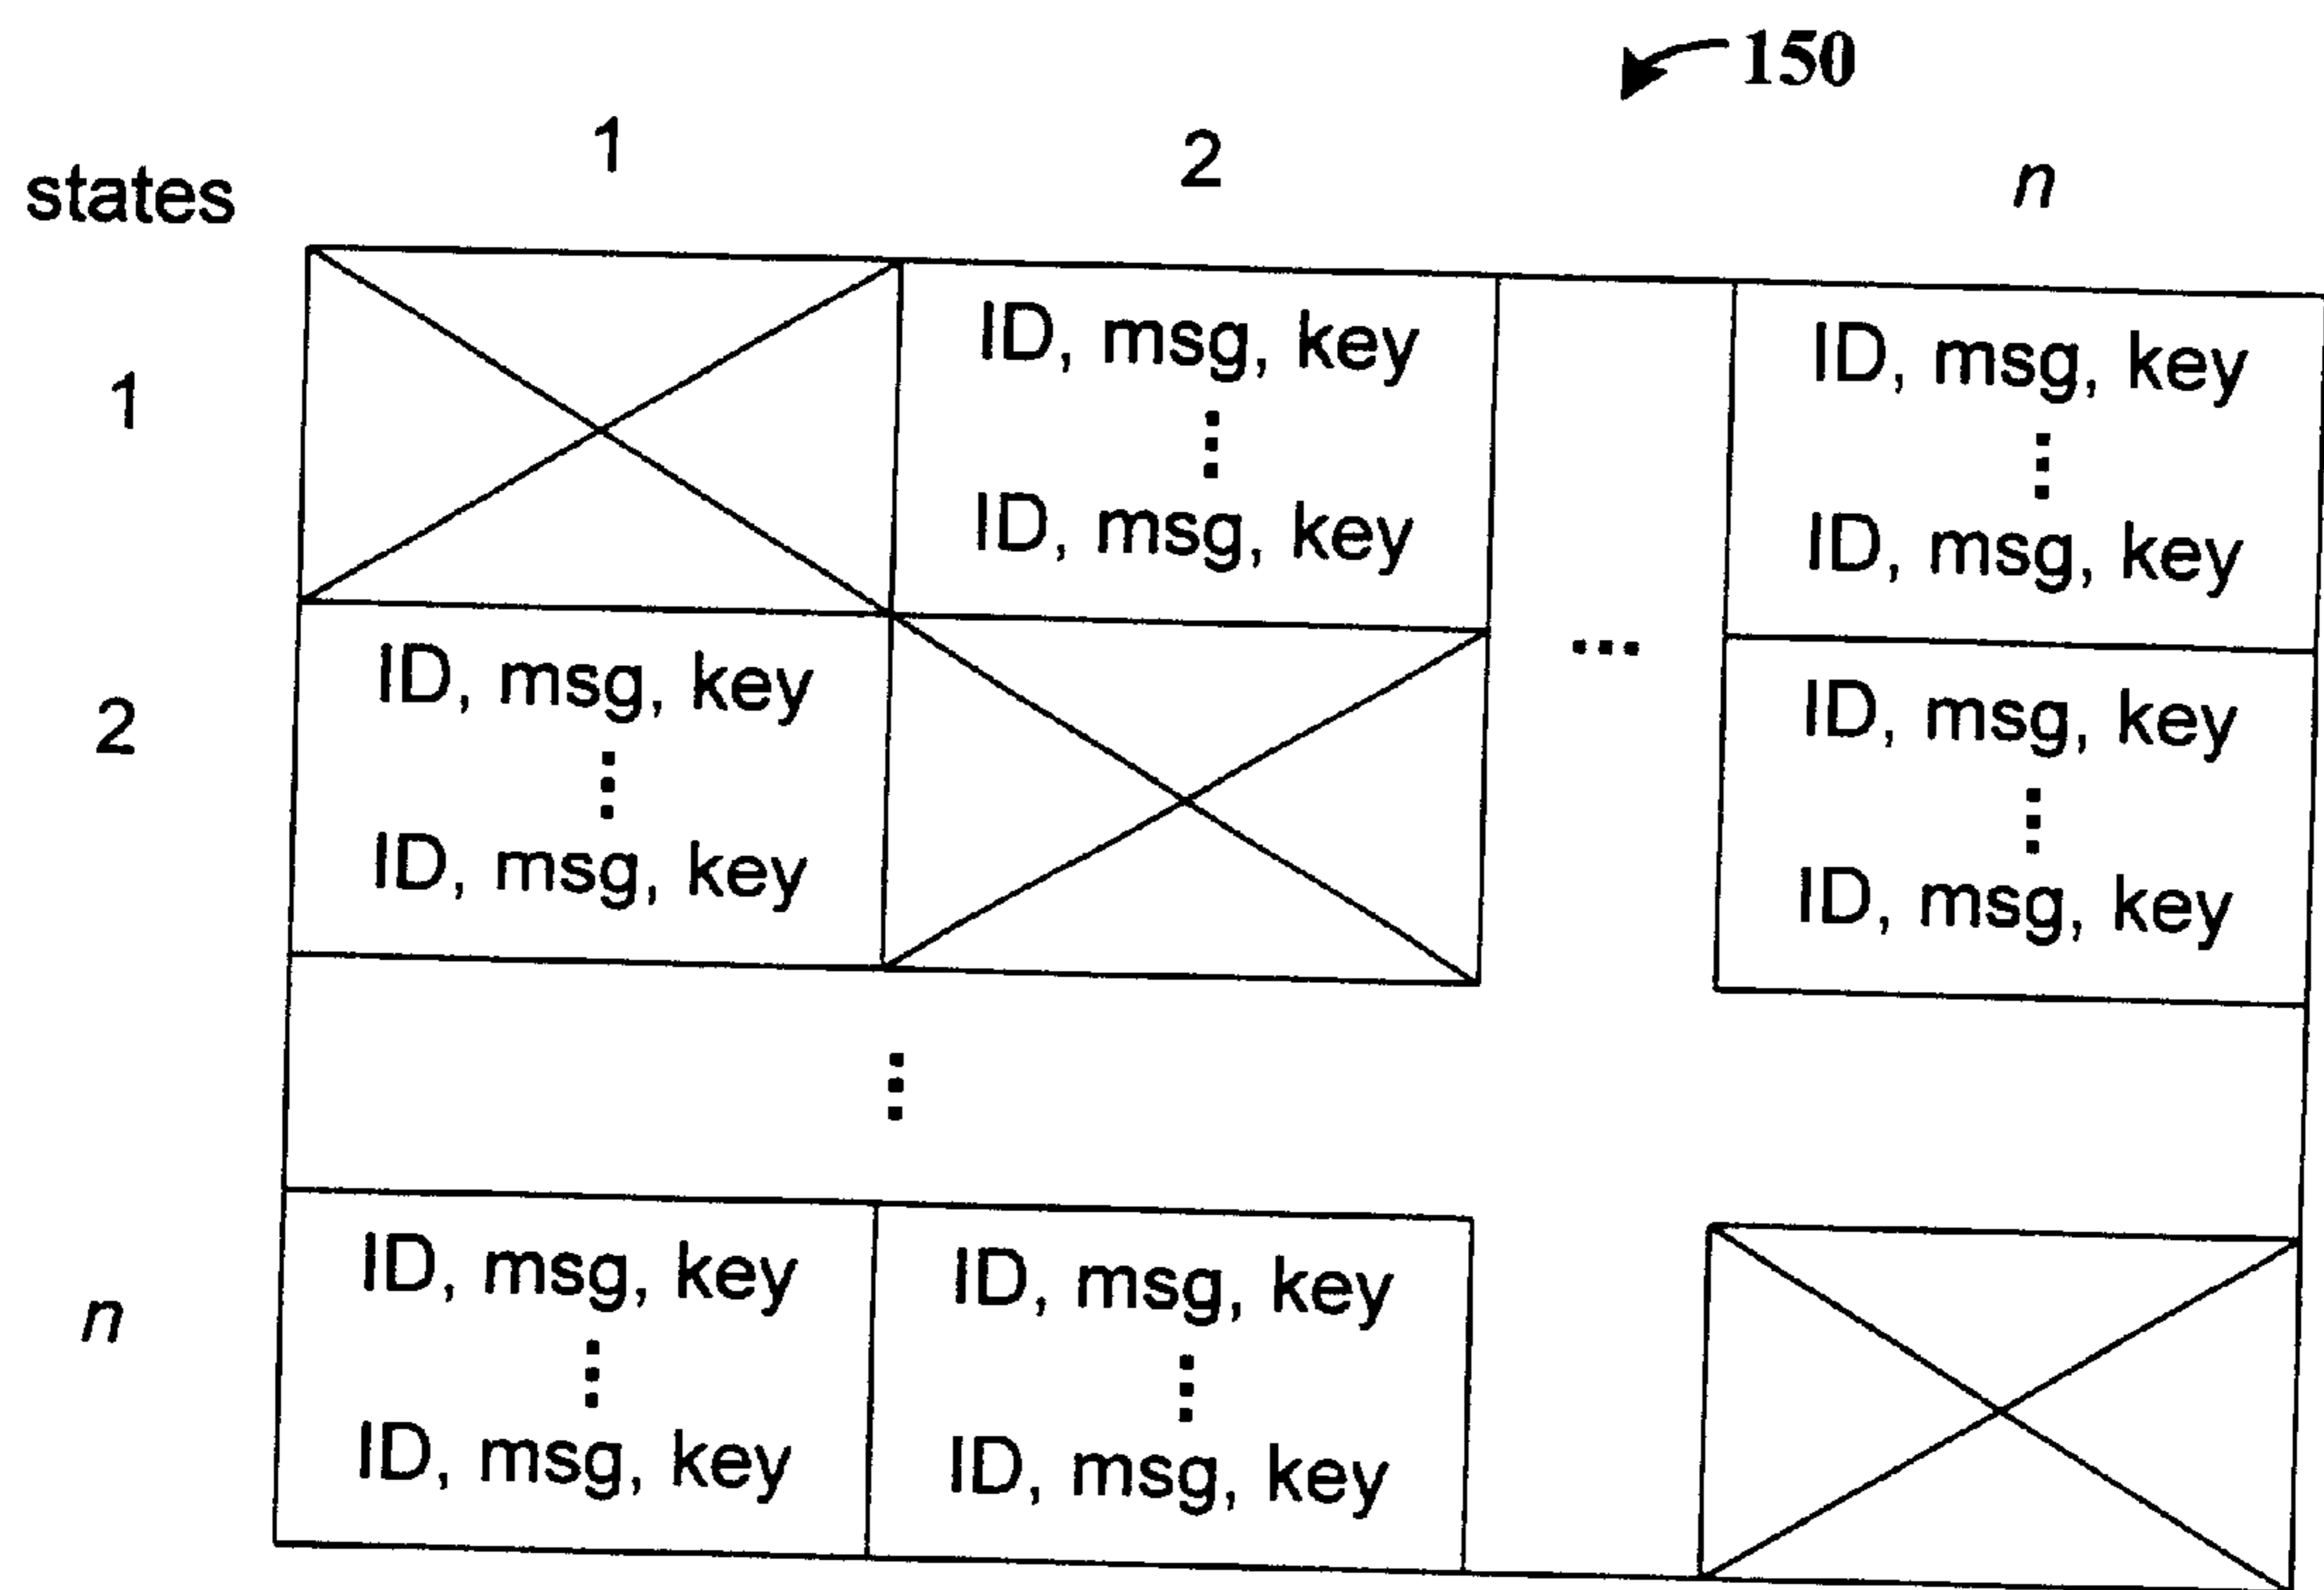 150
states 1 2 n
1 ID, msg, key ID, msg, key
⋮ ⋮
ID, msg, key ID, msg, key
...
2 ID, msg, key ID, msg, key
⋮ ⋮
ID, msg, key ID, msg, key
⋮
n ID, msg, key ID, msg, key
⋮ ⋮
ID, msg, key ID, msg, key